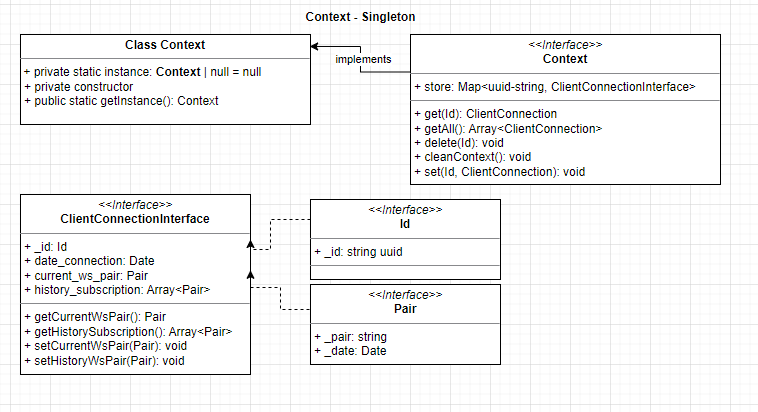 Context - Singleton
Class Context
+ private static instance: Context | null = null
+ private constructor
+ public static getInstance(): Context
implements
<<Interface>>
Context
+ store: Map<uuid-string, ClientConnectionInterface>
+ get(Id): ClientConnection
+ getAll(): Array<ClientConnection>
+ delete(Id): void
+ cleanContext(): void
+ set(Id, ClientConnection): void
<<Interface>>
ClientConnectionInterface
+ _id: Id
+ date_connection: Date
+ current_ws_pair: Pair
+ history_subscription: Array<Pair>
+ getCurrentWsPair(): Pair
+ getHistorySubscription(): Array<Pair>
+ setCurrentWsPair(Pair): void
+ setHistoryWsPair(Pair): void
<<Interface>>
Id
+ _id: string uuid
<<Interface>>
Pair
+ _pair: string
+ _date: Date